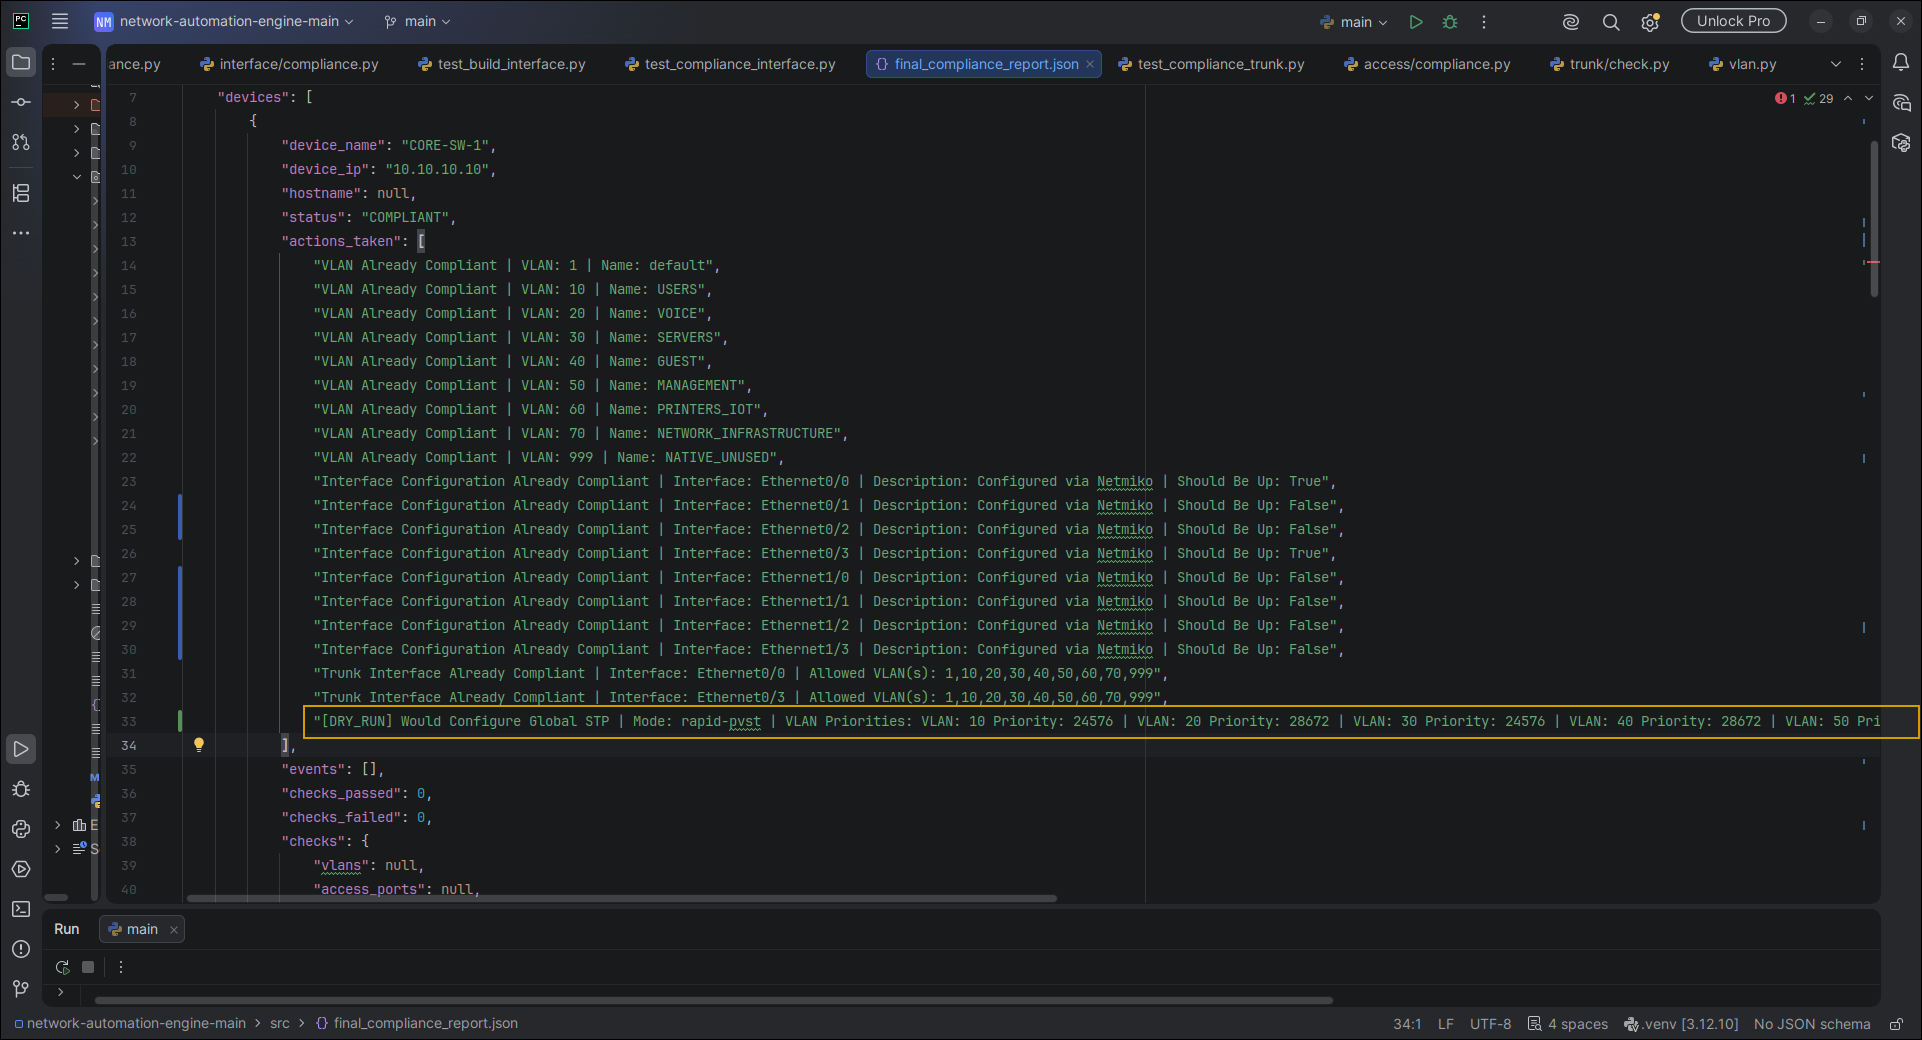 PC NM network-automation-engine-main main main Unlock Pro
ance.py interface/compliance.py test_build_interface.py test_compliance_interface.py {} final_compliance_report.json test_compliance_trunk.py access/compliance.py trunk/check.py vlan.py
1 29
7 "devices": [
8 {
9 "device_name": "CORE-SW-1",
10 "device_ip": "10.10.10.10",
11 "hostname": null,
12 "status": "COMPLIANT",
13 "actions_taken": [
14 "VLAN Already Compliant | VLAN: 1 | Name: default",
15 "VLAN Already Compliant | VLAN: 10 | Name: USERS",
16 "VLAN Already Compliant | VLAN: 20 | Name: VOICE",
17 "VLAN Already Compliant | VLAN: 30 | Name: SERVERS",
18 "VLAN Already Compliant | VLAN: 40 | Name: GUEST",
19 "VLAN Already Compliant | VLAN: 50 | Name: MANAGEMENT",
20 "VLAN Already Compliant | VLAN: 60 | Name: PRINTERS_IOT",
21 "VLAN Already Compliant | VLAN: 70 | Name: NETWORK_INFRASTRUCTURE",
22 "VLAN Already Compliant | VLAN: 999 | Name: NATIVE_UNUSED",
23 "Interface Configuration Already Compliant | Interface: Ethernet0/0 | Description: Configured via Netmiko | Should Be Up: True",
24 "Interface Configuration Already Compliant | Interface: Ethernet0/1 | Description: Configured via Netmiko | Should Be Up: False",
25 "Interface Configuration Already Compliant | Interface: Ethernet0/2 | Description: Configured via Netmiko | Should Be Up: False",
26 "Interface Configuration Already Compliant | Interface: Ethernet0/3 | Description: Configured via Netmiko | Should Be Up: True",
27 "Interface Configuration Already Compliant | Interface: Ethernet1/0 | Description: Configured via Netmiko | Should Be Up: False",
28 "Interface Configuration Already Compliant | Interface: Ethernet1/1 | Description: Configured via Netmiko | Should Be Up: False",
29 "Interface Configuration Already Compliant | Interface: Ethernet1/2 | Description: Configured via Netmiko | Should Be Up: False",
30 "Interface Configuration Already Compliant | Interface: Ethernet1/3 | Description: Configured via Netmiko | Should Be Up: False",
31 "Trunk Interface Already Compliant | Interface: Ethernet0/0 | Allowed VLAN(s): 1,10,20,30,40,50,60,70,999",
32 "Trunk Interface Already Compliant | Interface: Ethernet0/3 | Allowed VLAN(s): 1,10,20,30,40,50,60,70,999",
33 "[DRY_RUN] Would Configure Global STP | Mode: rapid-pvst | VLAN Priorities: VLAN: 10 Priority: 24576 | VLAN: 20 Priority: 28672 | VLAN: 30 Priority: 24576 | VLAN: 40 Priority: 28672 | VLAN: 50 Pri
34 ],
35 "events": [],
36 "checks_passed": 0,
37 "checks_failed": 0,
38 "checks": {
39 "vlans": null,
40 "access_ports": null,
M
E
S
Run main
network-automation-engine-main > src > {} final_compliance_report.json 34:1 LF UTF-8 4 spaces .venv [3.12.10] No JSON schema